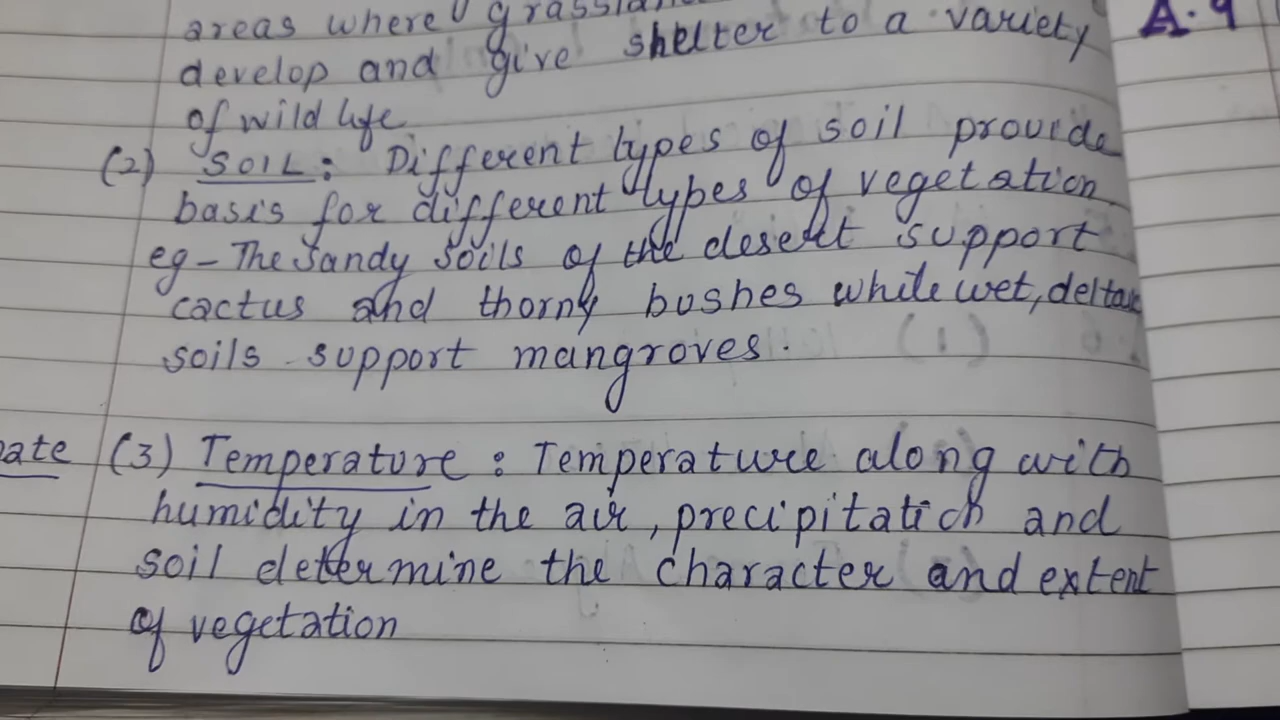 areas where
develop and give shelter to a variety
of wild life
(2) SOIL : Different types of soil provide
basis for different types of vegetation
eg - The Sandy Soils of the desert support
cactus and thorny bushes while wet, deltaic
soils support mangroves.
(3) Temperature : Temperature along with
humidity in the air, precipitation and
soil determine the character and extent
of vegetation
A. 9